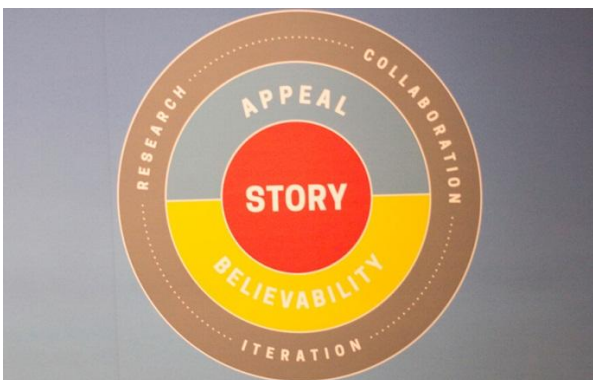 RESEARCH
COLLABORATION
APPEAL
STORY
BELIEVABILITY
ITERATION